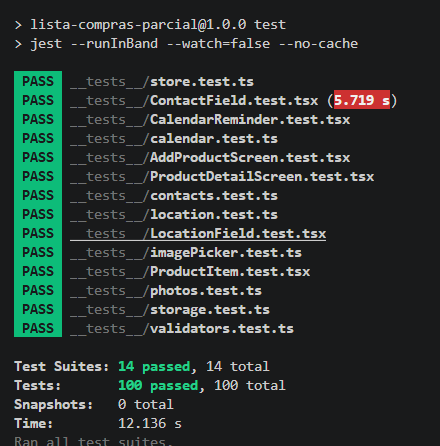 > lista-compras-parcial@1.0.0 test
> jest --runInBand --watch=false --no-cache
PASS __tests__/store.test.ts
PASS __tests__/ContactField.test.tsx (5.719 s)
PASS __tests__/CalendarReminder.test.tsx
PASS __tests__/calendar.test.ts
PASS __tests__/AddProductScreen.test.tsx
PASS __tests__/ProductDetailScreen.test.tsx
PASS __tests__/contacts.test.ts
PASS __tests__/location.test.ts
PASS __tests__/LocationField.test.tsx
PASS __tests__/imagePicker.test.ts
PASS __tests__/ProductItem.test.tsx
PASS __tests__/photos.test.ts
PASS __tests__/storage.test.ts
PASS __tests__/validators.test.ts
Test Suites: 14 passed, 14 total
Tests: 100 passed, 100 total
Snapshots: 0 total
Time: 12.136 s
Ran all test suites.